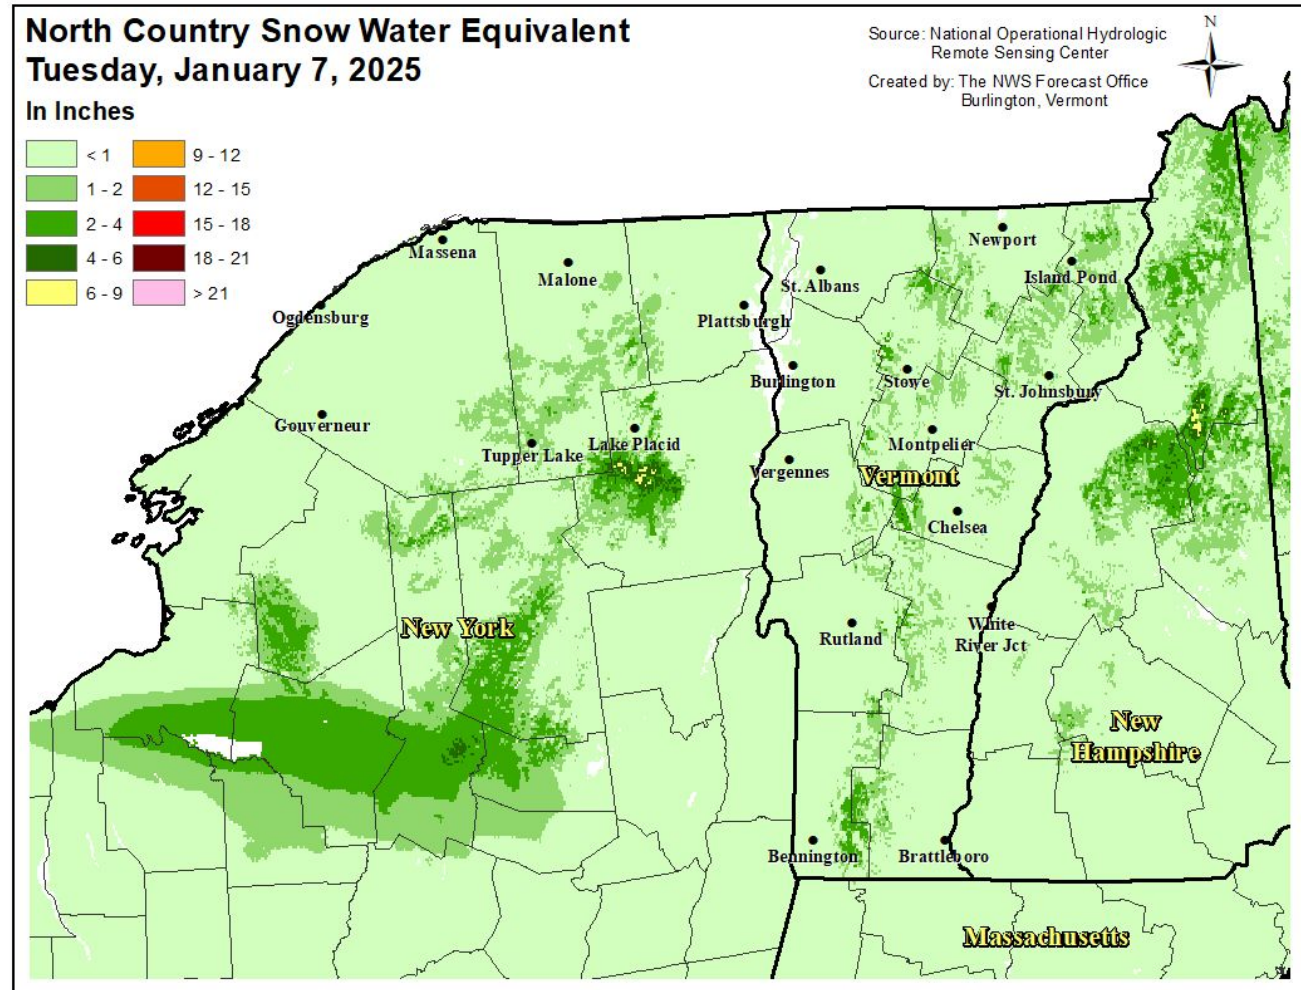 North Country Snow Water Equivalent
Tuesday, January 7, 2025
In Inches
Source: National Operational Hydrologic
Remote Sensing Center
Created by: The NWS Forecast Office
Burlington, Vermont
N
< 1
9 - 12
1 - 2
12 - 15
2 - 4
15 - 18
4 - 6
18 - 21
6 - 9
> 21
Massena
Malone
Newport
Island Pond
St. Albans
Ogdensburg
Plattsburgh
Burlington
Stowe
St. Johnsbury
Gouverneur
Tupper Lake
Lake Placid
Montpelier
Vergennes
Vermont
Chelsea
New York
Rutland
White
River Jct
New
Hampshire
Bennington
Brattleboro
Massachusetts